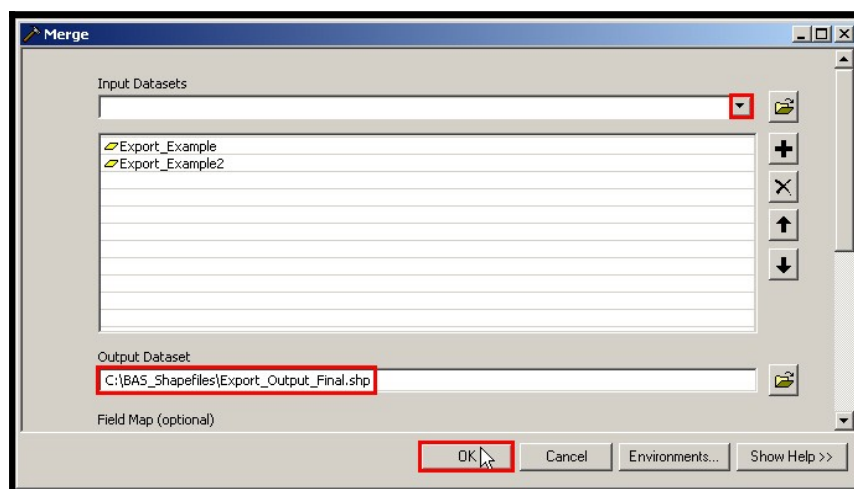 Merge
Input Datasets
Export_Example
Export_Example2
Output Dataset
C:\BAS_Shapefiles\Export_Output_Final.shp
Field Map (optional)
OK Cancel Environments... Show Help >>